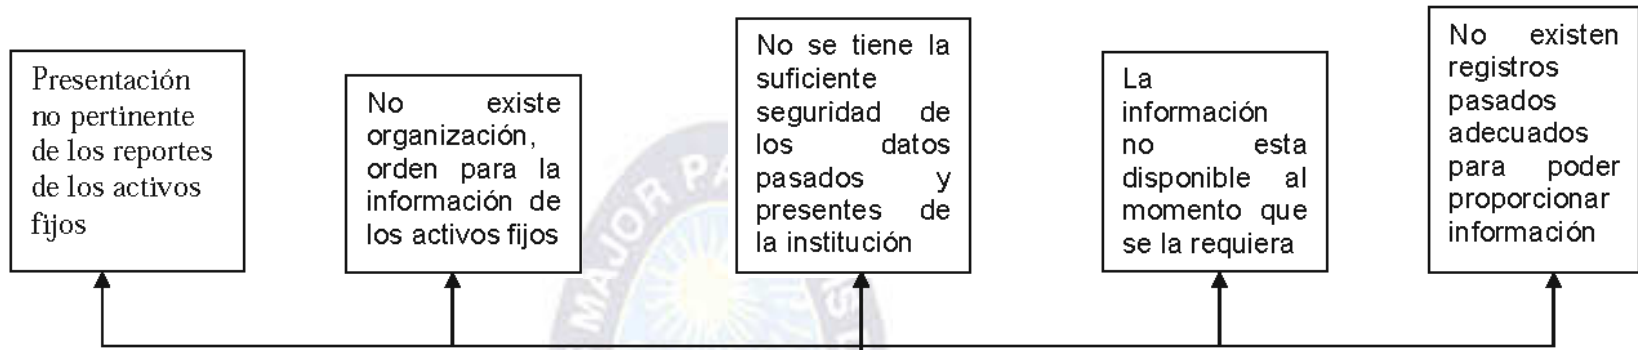 Presentación
no pertinente
de los reportes
de los activos
fijos
No existe
organización,
orden para la
información de
los activos fijos
No se tiene la
suficiente
seguridad de
los datos
pasados y
presentes de
la institución
La
información
no esta
disponible al
momento que
se la requiera
No existen
registros
pasados
adecuados
para poder
proporcionar
información
MAJOR